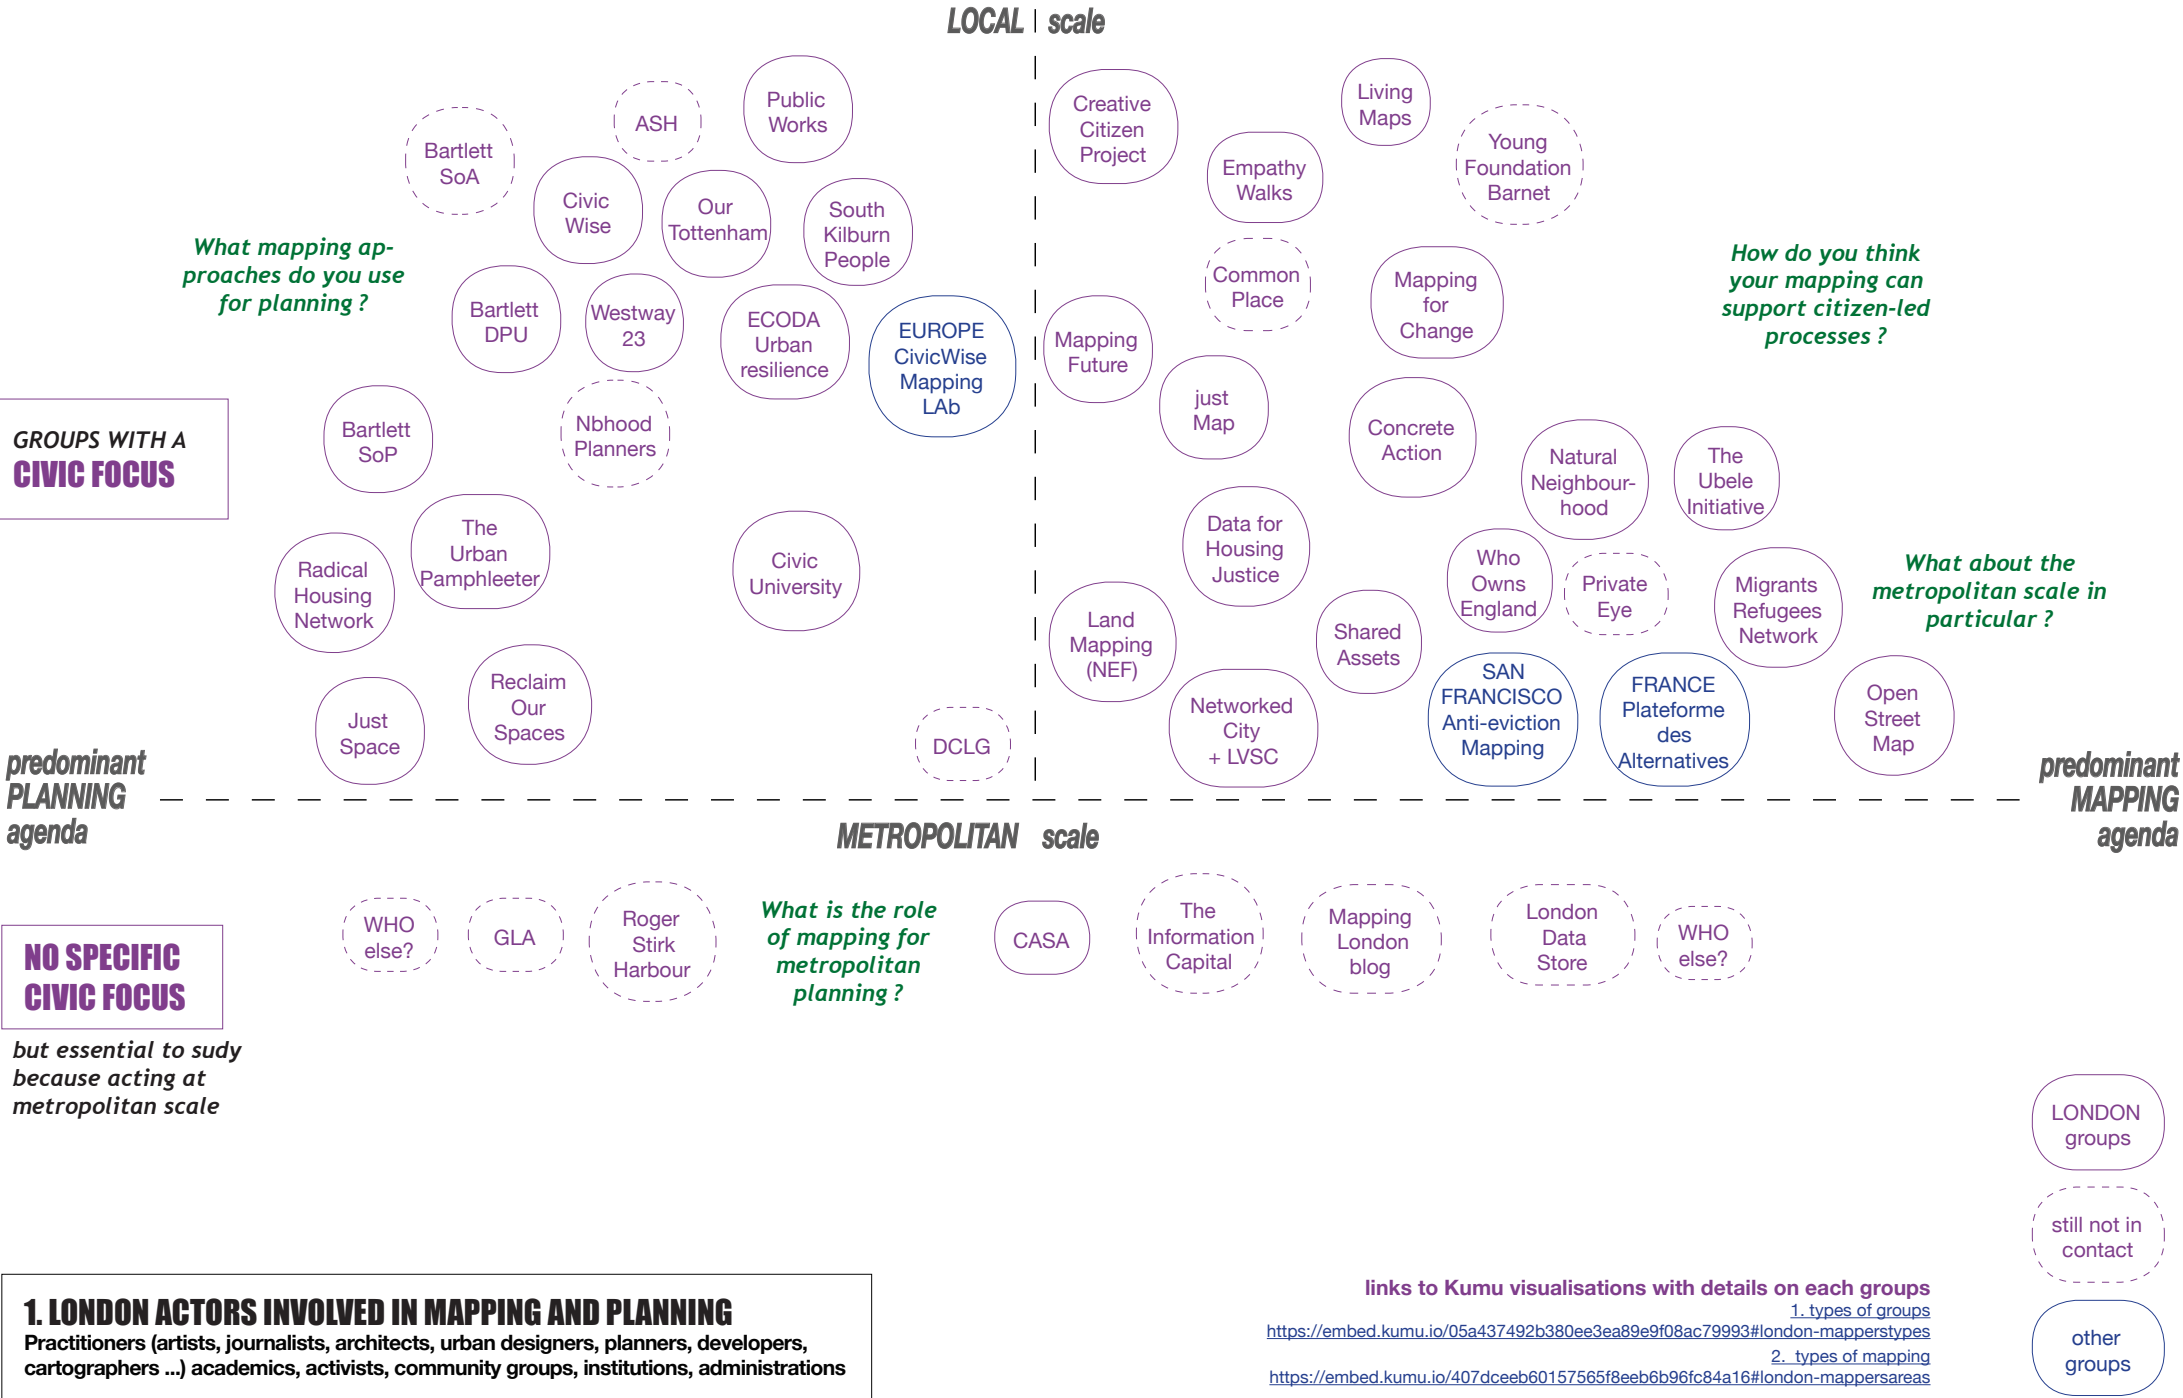 LOCAL scale
Public
Works
ASH
Bartlett
SoA
Civic
Wise
Our
Tottenham
South
Kilburn
People
What mapping ap-
proaches do you use
for planning ?
Bartlett
DPU
Westway
23
ECODA
Urban
resilience
EUROPE
CivicWise
Mapping
LAb
Bartlett
SoP
Nbhood
Planners
GROUPS WITH A
CIVIC FOCUS
The
Urban
Pamphleeter
Civic
University
Radical
Housing
Network
Reclaim
Our
Spaces
Just
Space
DCLG
Creative
Citizen
Project
Living
Maps
Empathy
Walks
Young
Foundation
Barnet
How do you think
your mapping can
support citizen-led
processes ?
Common
Place
Mapping
for
Change
Mapping
Future
just
Map
Concrete
Action
Natural
Neighbour-
hood
The
Ubele
Initiative
Data for
Housing
Justice
Who
Owns
England
Private
Eye
Migrants
Refugees
Network
What about the
metropolitan scale in
particular ?
Land
Mapping
(NEF)
Shared
Assets
Networked
City
+ LVSC
SAN
FRANCISCO
Anti-eviction
Mapping
FRANCE
Plateforme
des
Alternatives
Open
Street
Map
predominant
PLANNING
agenda
predominant
MAPPING
agenda
METROPOLITAN scale
WHO
else?
GLA
Roger
Stirk
Harbour
What is the role
of mapping for
metropolitan
planning ?
CASA
The
Information
Capital
Mapping
London
blog
London
Data
Store
WHO
else?
NO SPECIFIC
CIVIC FOCUS
but essential to sudy
because acting at
metropolitan scale
LONDON
groups
still not in
contact
other
groups
1. LONDON ACTORS INVOLVED IN MAPPING AND PLANNING
Practitioners (artists, journalists, architects, urban designers, planners, developers,
cartographers ...) academics, activists, community groups, institutions, administrations
links to Kumu visualisations with details on each groups
1. types of groups
https://embed.kumu.io/05a437492b380ee3ea89e9f08ac79993#london-mapperstypes
2. types of mapping
https://embed.kumu.io/407dceeb60157565f8eeb6b96fc84a16#london-mappersareas